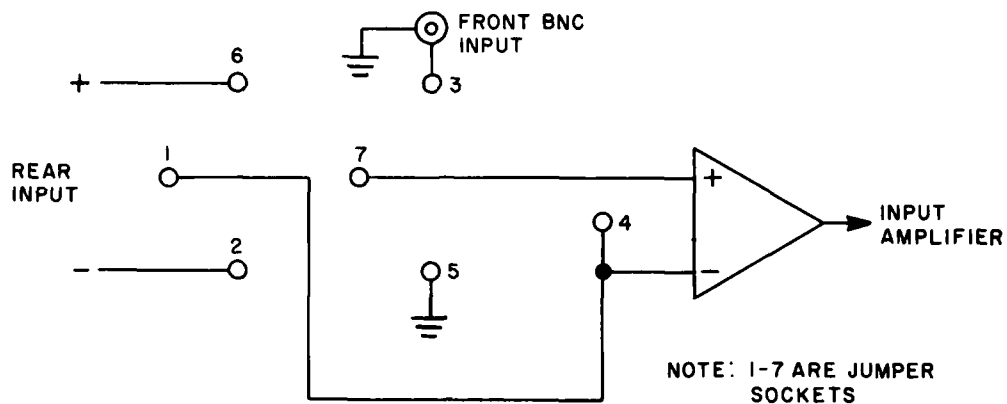 FRONT BNC
INPUT
6
+
3
REAR
INPUT
1
7
+
4
INPUT
AMPLIFIER
2
-
5
-
NOTE: 1-7 ARE JUMPER
SOCKETS